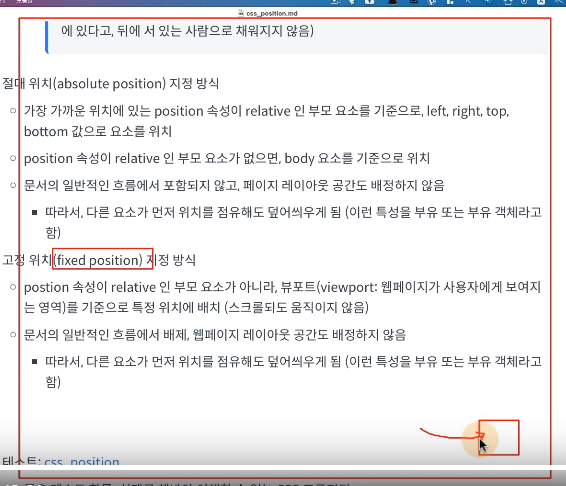 css_position.md
에 있다고, 뒤에 서 있는 사람으로 채워지지 않음)
절대 위치(absolute position) 지정 방식
가장 가까운 위치에 있는 position 속성이 relative 인 부모 요소를 기준으로, left, right, top,
bottom 값으로 요소를 위치
position 속성이 relative 인 부모 요소가 없으면, body 요소를 기준으로 위치
문서의 일반적인 흐름에서 포함되지 않고, 페이지 레이아웃 공간도 배정하지 않음
따라서, 다른 요소가 먼저 위치를 점유해도 덮어씌우게 됨 (이런 특성을 부유 또는 부유 객체라고
함)
고정 위치(fixed position) 지정 방식
postion 속성이 relative 인 부모 요소가 아니라, 뷰포트(viewport: 웹페이지가 사용자에게 보여지
는 영역)를 기준으로 특정 위치에 배치 (스크롤되도 움직이지 않음)
문서의 일반적인 흐름에서 배제, 웹페이지 레이아웃 공간도 배정하지 않음
따라서, 다른 요소가 먼저 위치를 점유해도 덮어씌우게 됨 (이런 특성을 부유 또는 부유 객체라고
함)
테스트: css_position